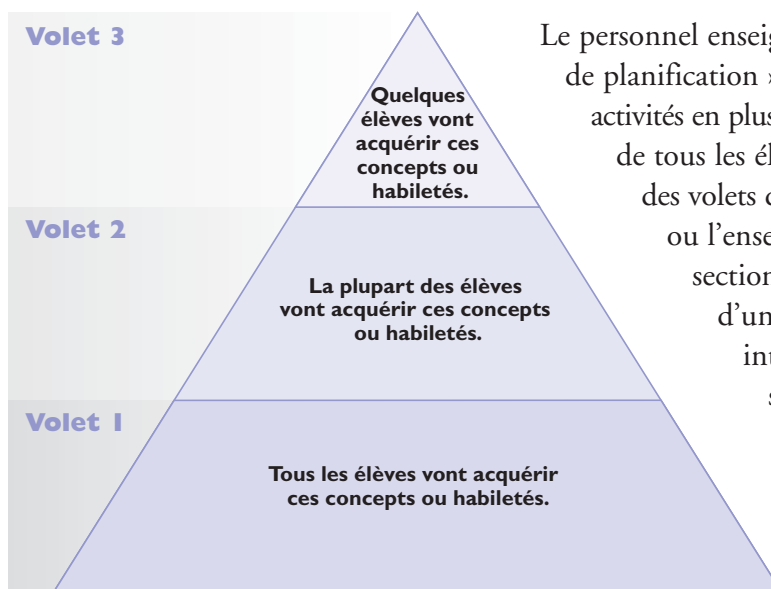 Volet 3
Quelques
élèves vont
acquérir ces
concepts ou
habiletés.
Volet 2
La plupart des élèves
vont acquérir ces concepts
ou habiletés.
Volet 1
Tous les élèves vont acquérir
ces concepts ou habiletés.
Le personnel
de planification »
activités en plus
de tous les
des volets
ou
section